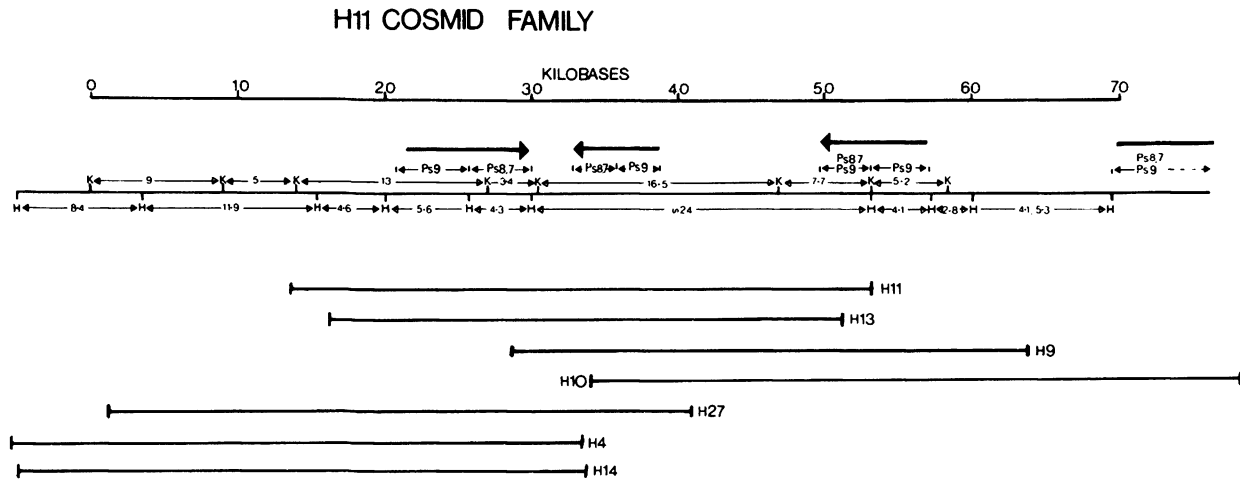 H11 COSMID FAMILY
KILOBASES
0 10 20 30 40 50 60 70
Ps9 Ps8,7 Ps8,7 Ps9 Ps8,7 Ps9 Ps9 Ps8,7 Ps9
K 9 K 5 K 13 K 3·4 K 16·5 K 7·7 K 5·2 K
H 8·4 H 11·9 H 4·6 H 5·6 H 4·3 H ∽24 H 4·1 H 2·8 H 4·1, 5·3 H
H11
H13
H9
H10
H27
H4
H14